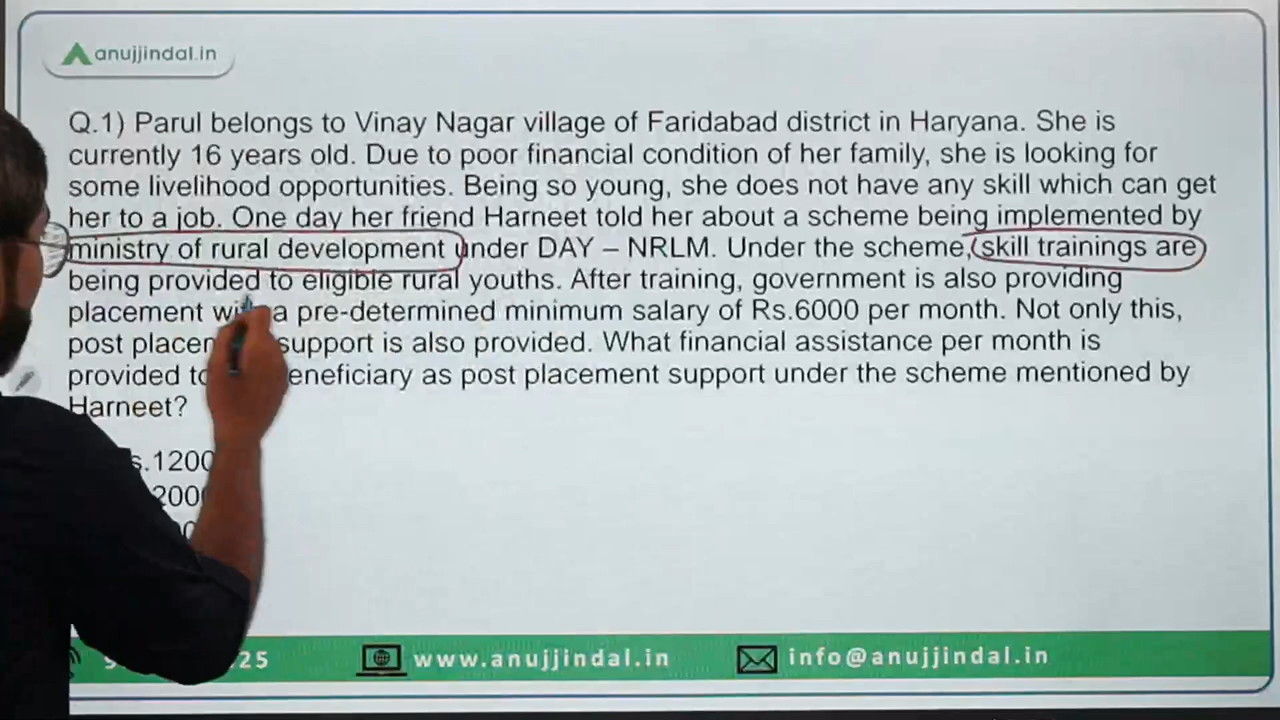 anujjindal.in
Q.1) Parul belongs to Vinay Nagar village of Faridabad district in Haryana. She is
currently 16 years old. Due to poor financial condition of her family, she is looking for
some livelihood opportunities. Being so young, she does not have any skill which can get
her to a job. One day her friend Harneet told her about a scheme being implemented by
ministry of rural development under DAY – NRLM. Under the scheme, skill trainings are
being provided to eligible rural youths. After training, government is also providing
placement a pre-determined minimum salary of Rs.6000 per month. Not only this,
post support is also provided. What financial assistance per month is
provided as post placement support under the scheme mentioned by
Harneet?
www.anujjindal.in
info@anujjindal.in